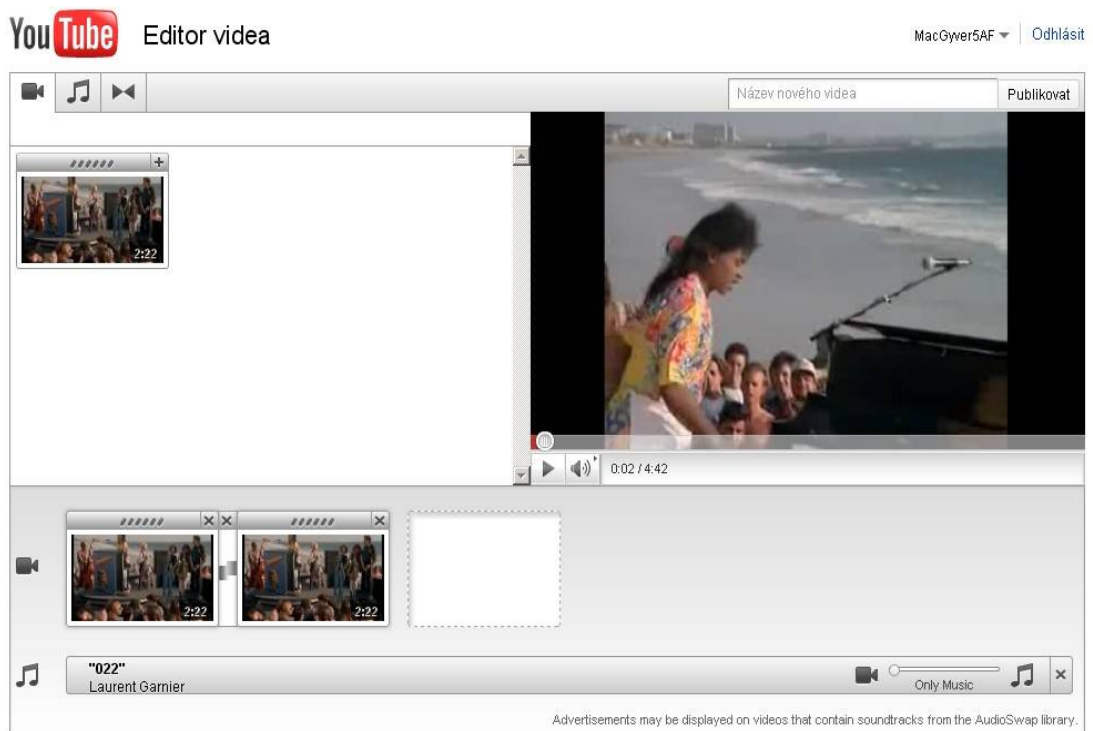 YouTube Editor videa
MacGyver5AF Odhlásit
Název nového videa Publikovat
2:22
0:02 / 4:42
2:22 2:22
"022"
Laurent Garnier
Only Music
Advertisements may be displayed on videos that contain soundtracks from the AudioSwap library.